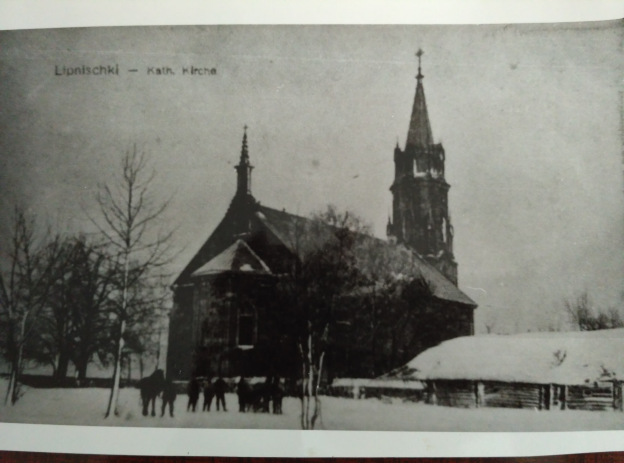 Lipnischki – Kath. Kirche